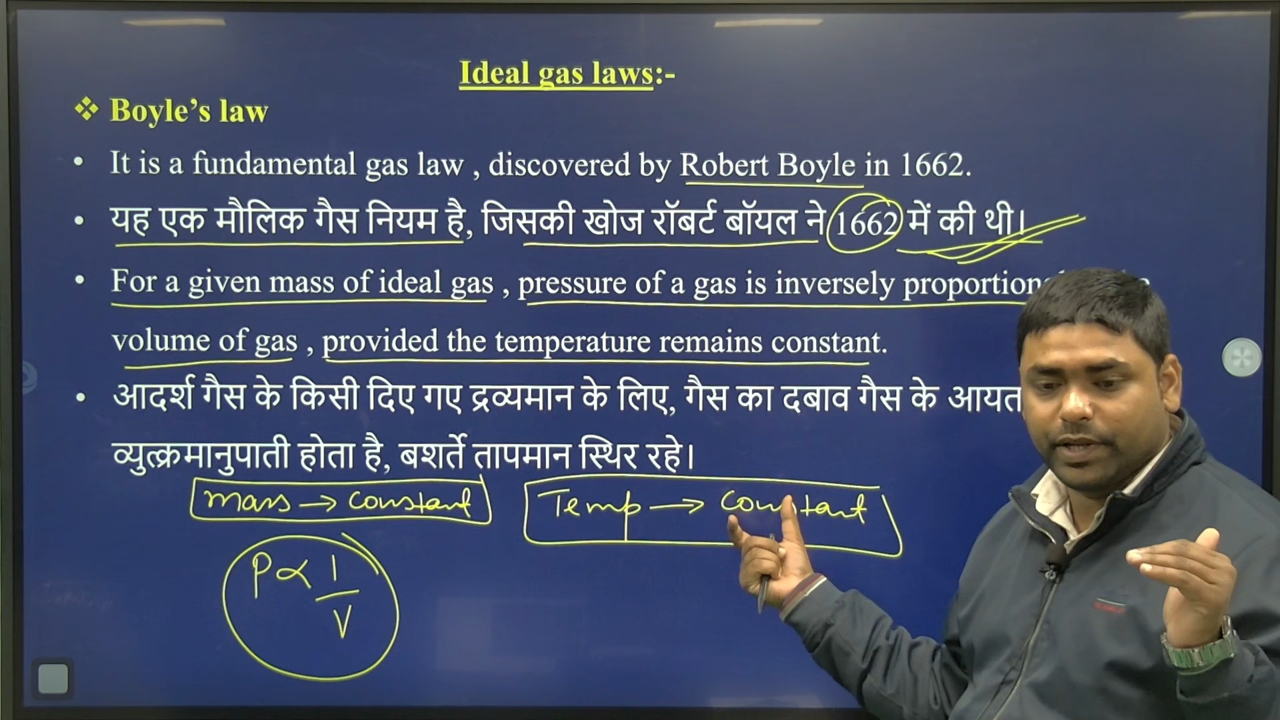 Ideal gas laws:-
❖ Boyle's law
• It is a fundamental gas law , discovered by Robert Boyle in 1662.
• यह एक मौलिक गैस नियम है, जिसकी खोज रॉबर्ट बॉयल ने 1662 में की थी।
• For a given mass of ideal gas , pressure of a gas is inversely
volume of gas , provided the temperature remains constant.
• आदर्श गैस के किसी दिए गए द्रव्यमान के लिए, गैस का दबाव गैस के
व्युत्क्रमानुपाती होता है, बशर्ते तापमान स्थिर रहे।
mass → constant Temp → constant
P ∝ 1/V